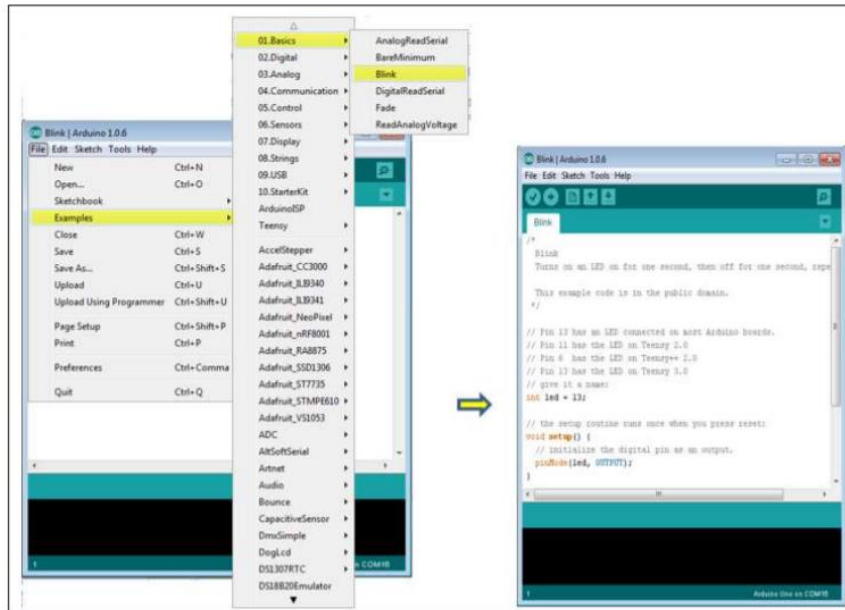 Blink | Arduino 1.0.6
File Edit Sketch Tools Help
New Ctrl+N
Open... Ctrl+O
Sketchbook
Examples
Close Ctrl+W
Save Ctrl+S
Save As... Ctrl+Shift+S
Upload Ctrl+U
Upload Using Programmer Ctrl+Shift+U
Page Setup Ctrl+Shift+P
Print Ctrl+P
Preferences Ctrl+Comma
Quit Ctrl+Q
1
n COM18
01.Basics
02.Digital
03.Analog
04.Communication
05.Control
06.Sensors
07.Display
08.Strings
09.USB
10.StarterKit
ArduinoISP
Teensy
AccelStepper
Adafruit_CC3000
Adafruit_ILI9340
Adafruit_ILI9341
Adafruit_NeoPixel
Adafruit_nRF8001
Adafruit_RA8875
Adafruit_SSD1306
Adafruit_ST7735
Adafruit_STMPE610
Adafruit_VS1053
ADC
AltSoftSerial
Artnet
Audio
Bounce
CapacitiveSensor
DmxSimple
DogLcd
DS1307RTC
DS18B20Emulator
AnalogReadSerial
BareMinimum
Blink
DigitalReadSerial
Fade
ReadAnalogVoltage
Blink | Arduino 1.0.6
File Edit Sketch Tools Help
Blink
/*
Blink
Turns on an LED on for one second, then off for one second, repe
This example code is in the public domain.
*/
// Pin 13 has an LED connected on most Arduino boards.
// Pin 11 has the LED on Teensy 2.0
// Pin 6 has the LED on Teensy++ 2.0
// Pin 13 has the LED on Teensy 3.0
// give it a name:
int led = 13;
// the setup routine runs once when you press reset:
void setup() {
// initialize the digital pin as an output.
pinMode(led, OUTPUT);
}
1
Arduino Uno on COM18